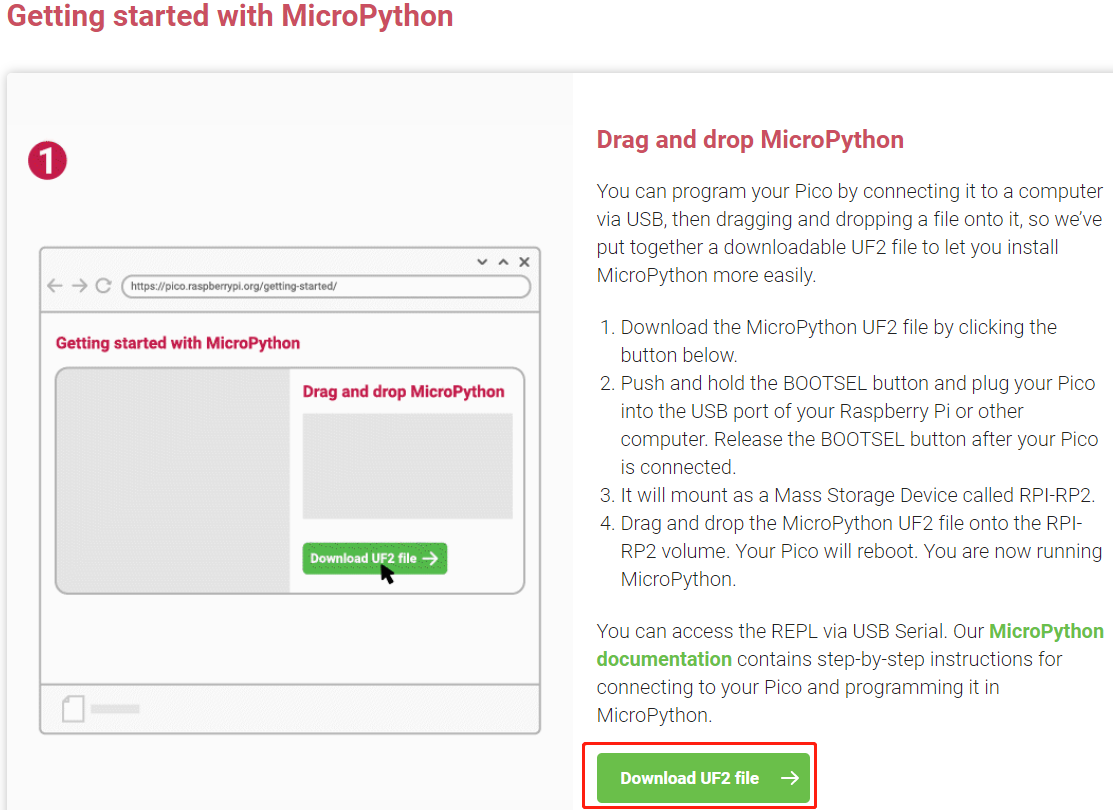 Getting started with MicroPython
1
https://pico.raspberrypi.org/getting-started/
Getting started with MicroPython
Drag and drop MicroPython
Download UF2 file
Drag and drop MicroPython
You can program your Pico by connecting it to a computer
via USB, then dragging and dropping a file onto it, so we've
put together a downloadable UF2 file to let you install
MicroPython more easily.
1. Download the MicroPython UF2 file by clicking the
button below.
2. Push and hold the BOOTSEL button and plug your Pico
into the USB port of your Raspberry Pi or other
computer. Release the BOOTSEL button after your Pico
is connected.
3. It will mount as a Mass Storage Device called RPI-RP2.
4. Drag and drop the MicroPython UF2 file onto the RPI-
RP2 volume. Your Pico will reboot. You are now running
MicroPython.
You can access the REPL via USB Serial. Our MicroPython
documentation contains step-by-step instructions for
connecting to your Pico and programming it in
MicroPython.
Download UF2 file